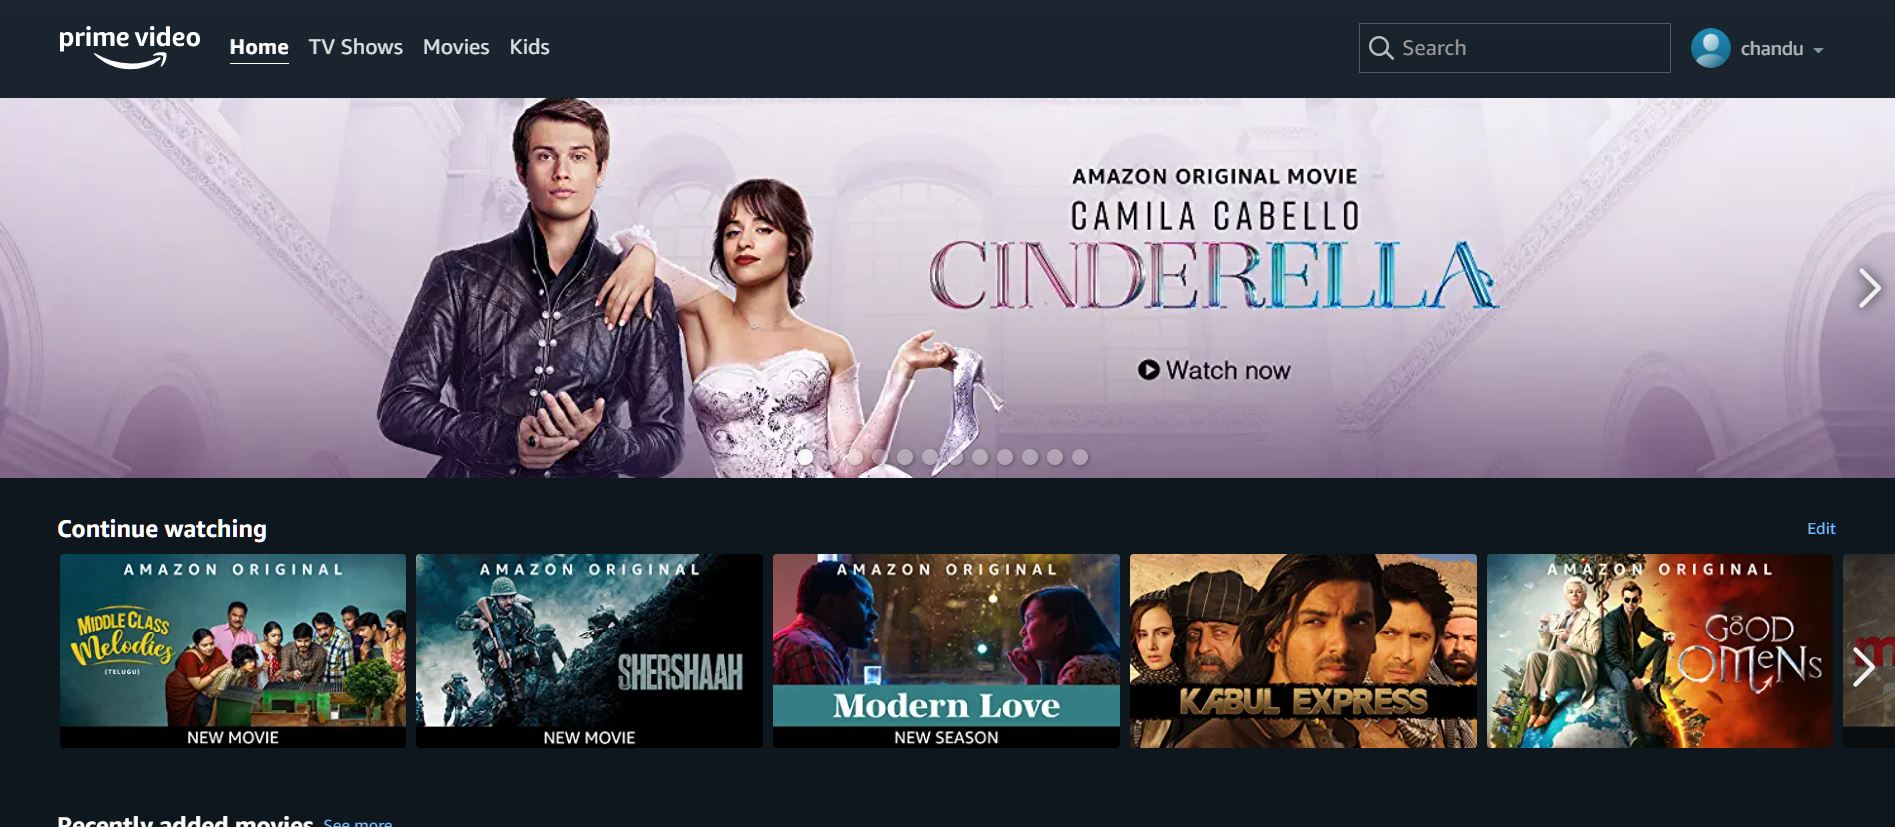 prime video
Home TV Shows Movies Kids
Search
chandu
AMAZON ORIGINAL MOVIE
CAMILA CABELLO
CINDERELLA
Watch now
Continue watching
Edit
AMAZON ORIGINAL
MIDDLE CLASS
Melodies
(TELUGU)
NEW MOVIE
AMAZON ORIGINAL
SHERSHAAH
NEW MOVIE
AMAZON ORIGINAL
Modern Love
NEW SEASON
KABUL EXPRESS
AMAZON ORIGINAL
GOOD
OMENS
Recently added movies See more